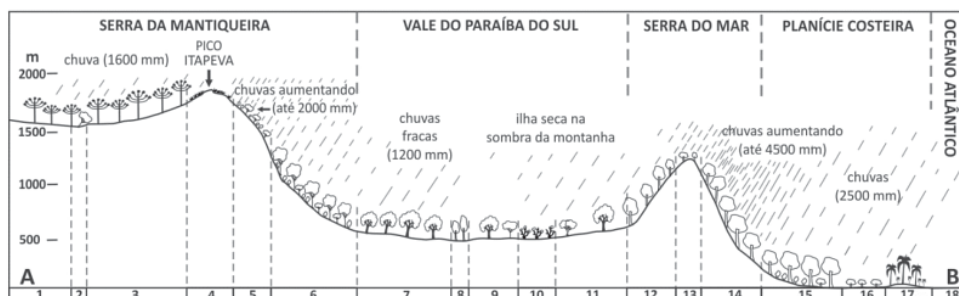 SERRA DA MANTIQUEIRA
VALE DO PARAÍBA DO SUL
SERRA DO MAR
PLANÍCIE COSTEIRA
OCEANO ATLÂNTICO
m
2000
1500
1000
500
chuva (1600 mm)
PICO
ITAPEVA
chuvas aumentando
(até 2000 mm)
chuvas
fracas
(1200 mm)
ilha seca na
sombra da montanha
chuvas aumentando
(até 4500 mm)
chuvas
(2500 mm)
A
B
1 2 3 4 5 6 7 8 9 10 11 12 13 14 15 16 17 18